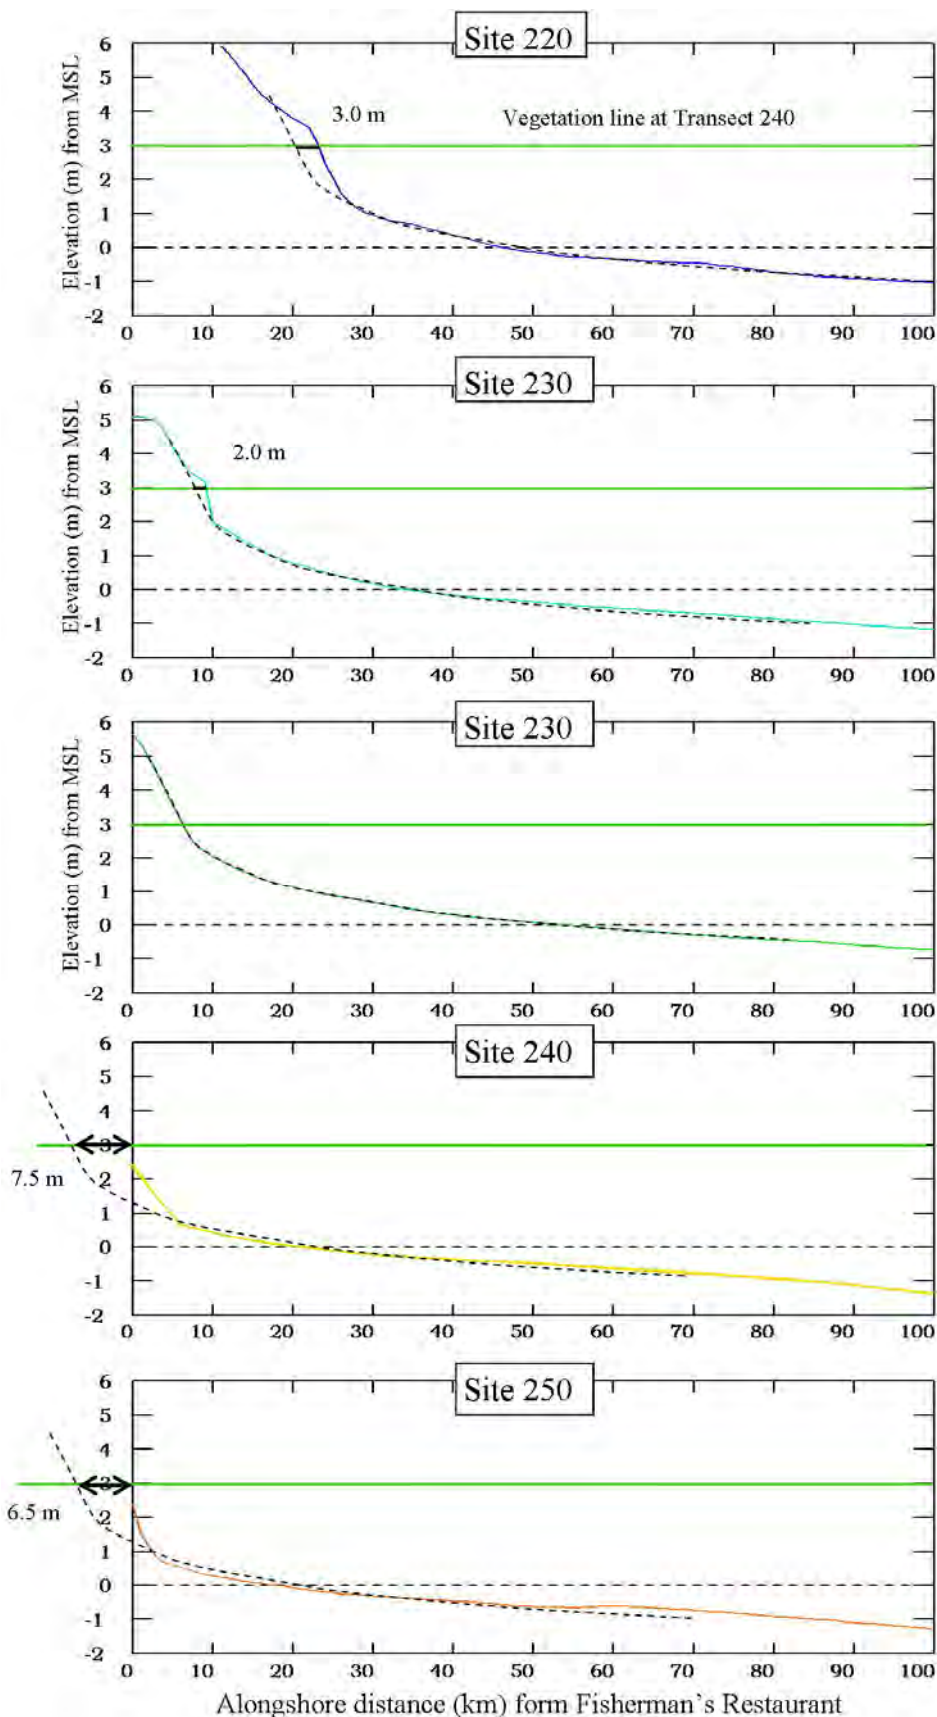 Site 220
Elevation (m) from MSL
6
5
4
3
2
1
0
-1
-2
3.0 m
Vegetation line at Transect 240
0 10 20 30 40 50 60 70 80 90 100
Site 230
Elevation (m) from MSL
6
5
4
3
2
1
0
-1
-2
2.0 m
0 10 20 30 40 50 60 70 80 90 100
Site 230
Elevation (m) from MSL
6
5
4
3
2
1
0
-1
-2
0 10 20 30 40 50 60 70 80 90 100
Site 240
6
5
4
3
2
1
0
-1
-2
7.5 m
0 10 20 30 40 50 60 70 80 90 100
Site 250
6
5
4
3
2
1
0
-1
-2
6.5 m
0 10 20 30 40 50 60 70 80 90 100
Alongshore distance (km) form Fisherman's Restaurant